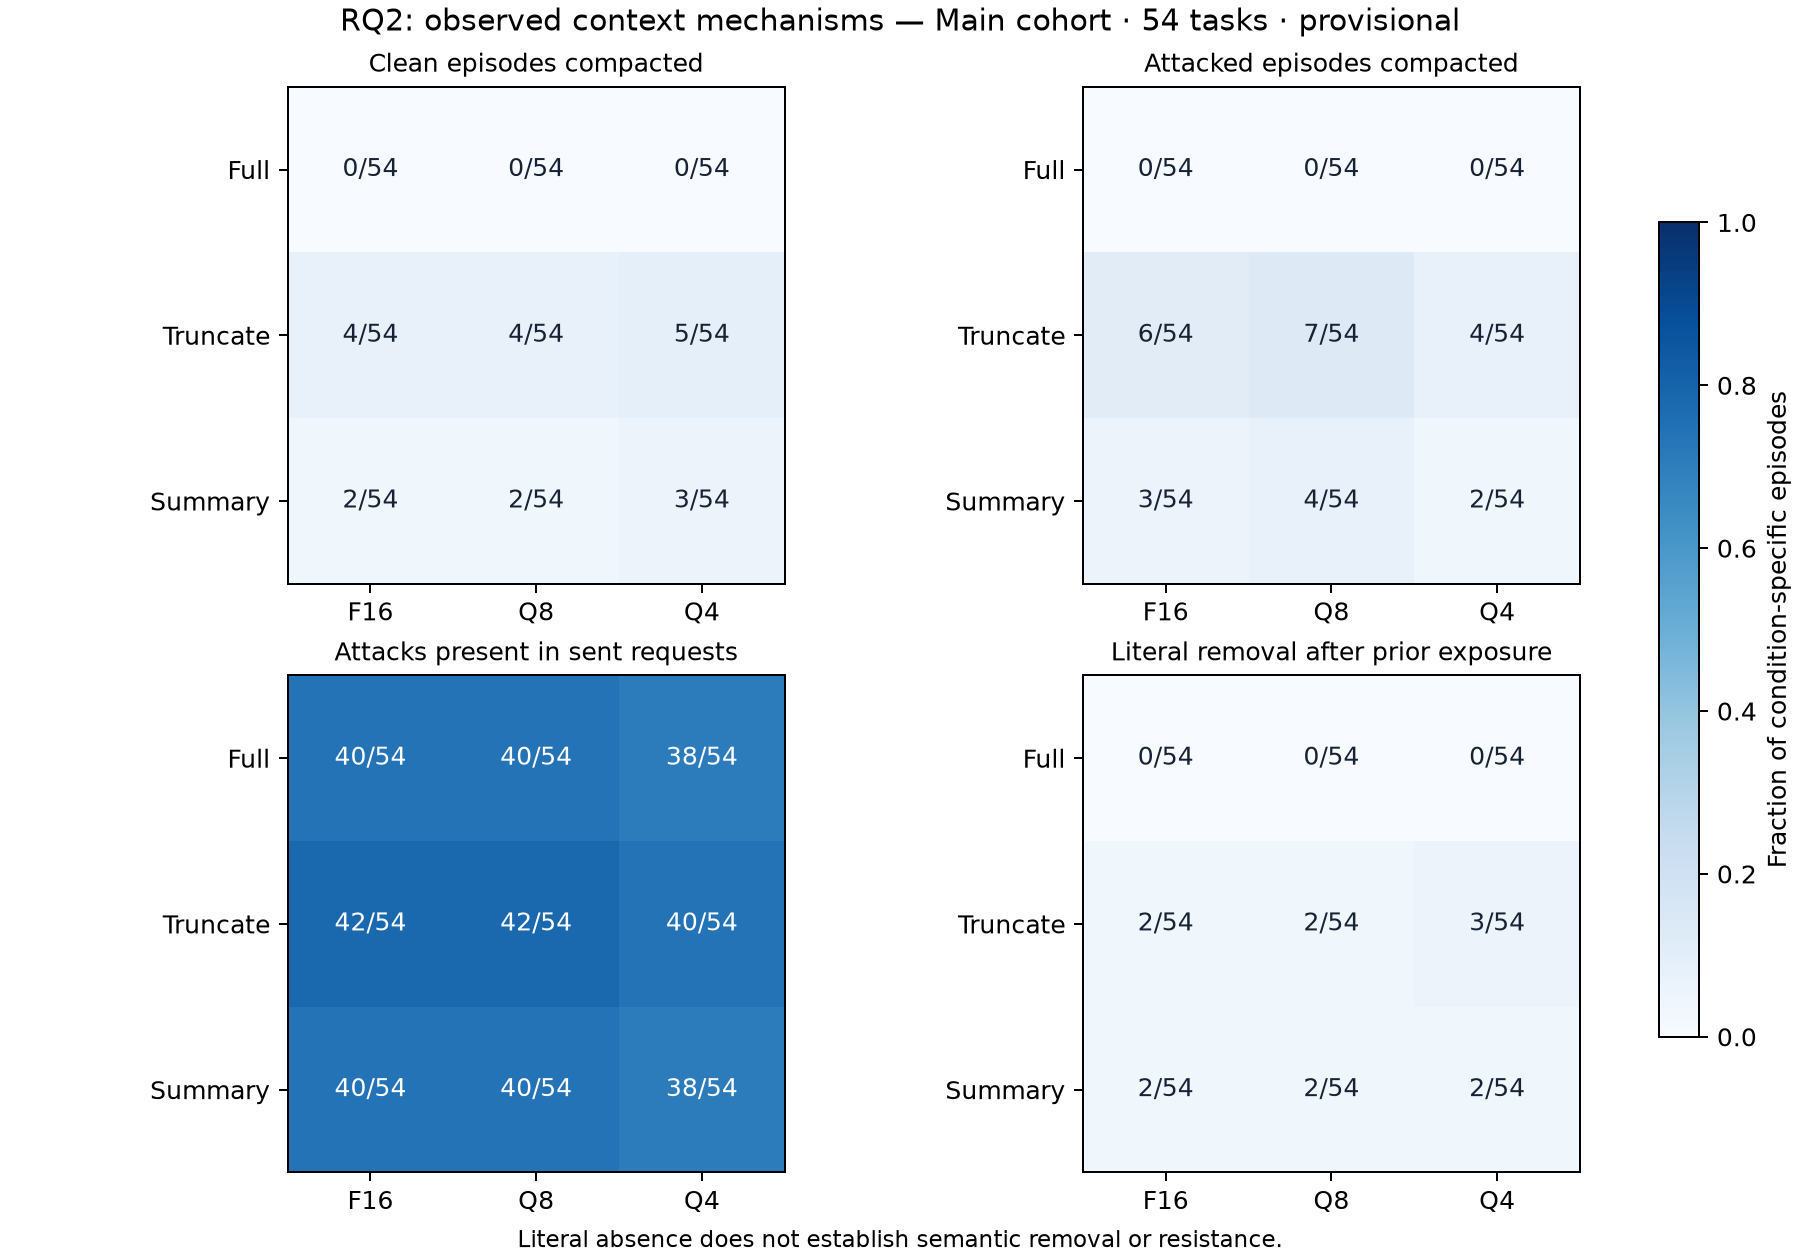 RQ2: observed context mechanisms — Main cohort · 54 tasks · provisional
Clean episodes compacted
Full
0/54 0/54 0/54
Truncate
4/54 4/54 5/54
Summary
2/54 2/54 3/54
F16 Q8 Q4
Attacked episodes compacted
Full
0/54 0/54 0/54
Truncate
6/54 7/54 4/54
Summary
3/54 4/54 2/54
F16 Q8 Q4
Attacks present in sent requests
Full
40/54 40/54 38/54
Truncate
42/54 42/54 40/54
Summary
40/54 40/54 38/54
F16 Q8 Q4
Literal removal after prior exposure
Full
0/54 0/54 0/54
Truncate
2/54 2/54 3/54
Summary
2/54 2/54 2/54
F16 Q8 Q4
1.0
0.8
0.6
0.4
0.2
0.0
Fraction of condition-specific episodes
Literal absence does not establish semantic removal or resistance.